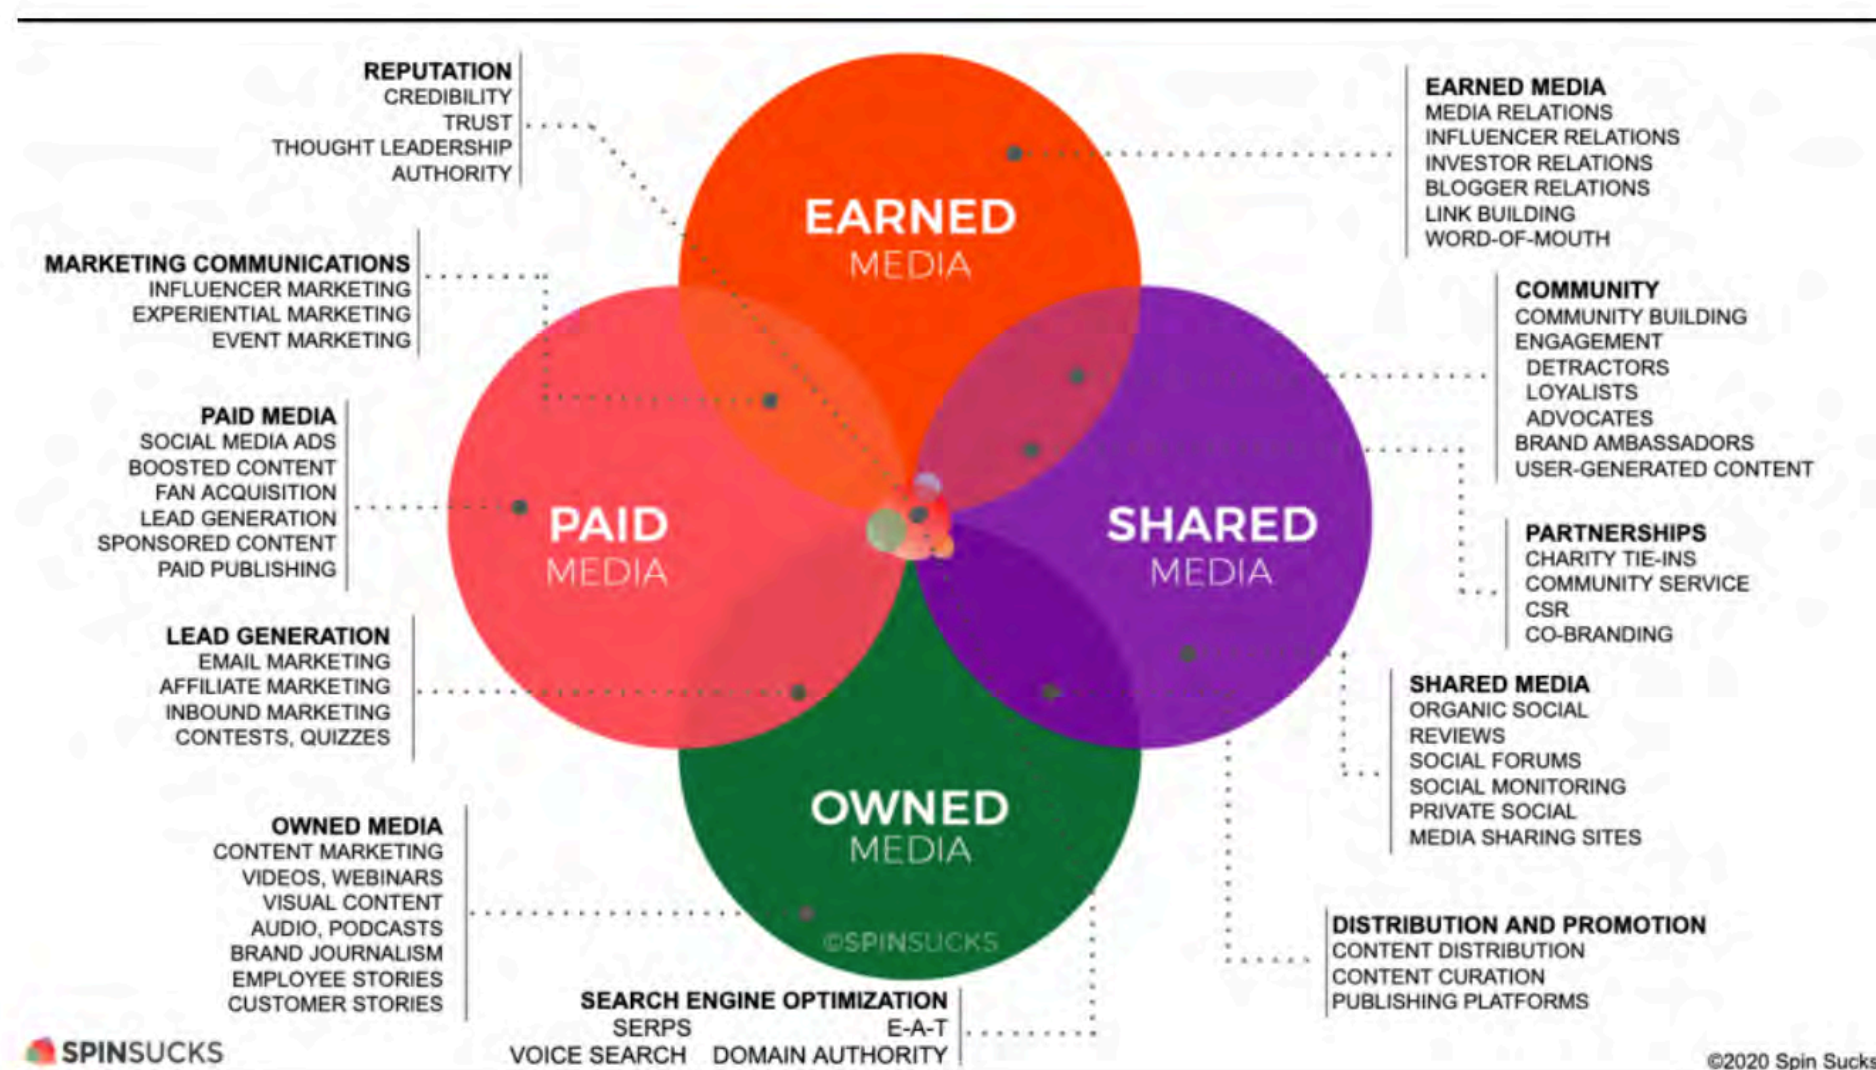 REPUTATION
CREDIBILITY
TRUST
THOUGHT LEADERSHIP
AUTHORITY
MARKETING COMMUNICATIONS
INFLUENCER MARKETING
EXPERIENTIAL MARKETING
EVENT MARKETING
PAID MEDIA
SOCIAL MEDIA ADS
BOOSTED CONTENT
FAN ACQUISITION
LEAD GENERATION
SPONSORED CONTENT
PAID PUBLISHING
LEAD GENERATION
EMAIL MARKETING
AFFILIATE MARKETING
INBOUND MARKETING
CONTESTS, QUIZZES
OWNED MEDIA
CONTENT MARKETING
VIDEOS, WEBINARS
VISUAL CONTENT
AUDIO, PODCASTS
BRAND JOURNALISM
EMPLOYEE STORIES
CUSTOMER STORIES
EARNED
MEDIA
PAID
MEDIA
SHARED
MEDIA
OWNED
MEDIA
©SPINSUCKS
SEARCH ENGINE OPTIMIZATION
SERPS E-A-T
VOICE SEARCH DOMAIN AUTHORITY
EARNED MEDIA
MEDIA RELATIONS
INFLUENCER RELATIONS
INVESTOR RELATIONS
BLOGGER RELATIONS
LINK BUILDING
WORD-OF-MOUTH
COMMUNITY
COMMUNITY BUILDING
ENGAGEMENT
DETRACTORS
LOYALISTS
ADVOCATES
BRAND AMBASSADORS
USER-GENERATED CONTENT
PARTNERSHIPS
CHARITY TIE-INS
COMMUNITY SERVICE
CSR
CO-BRANDING
SHARED MEDIA
ORGANIC SOCIAL
REVIEWS
SOCIAL FORUMS
SOCIAL MONITORING
PRIVATE SOCIAL
MEDIA SHARING SITES
DISTRIBUTION AND PROMOTION
CONTENT DISTRIBUTION
CONTENT CURATION
PUBLISHING PLATFORMS
SPINSUCKS
©2020 Spin Sucks